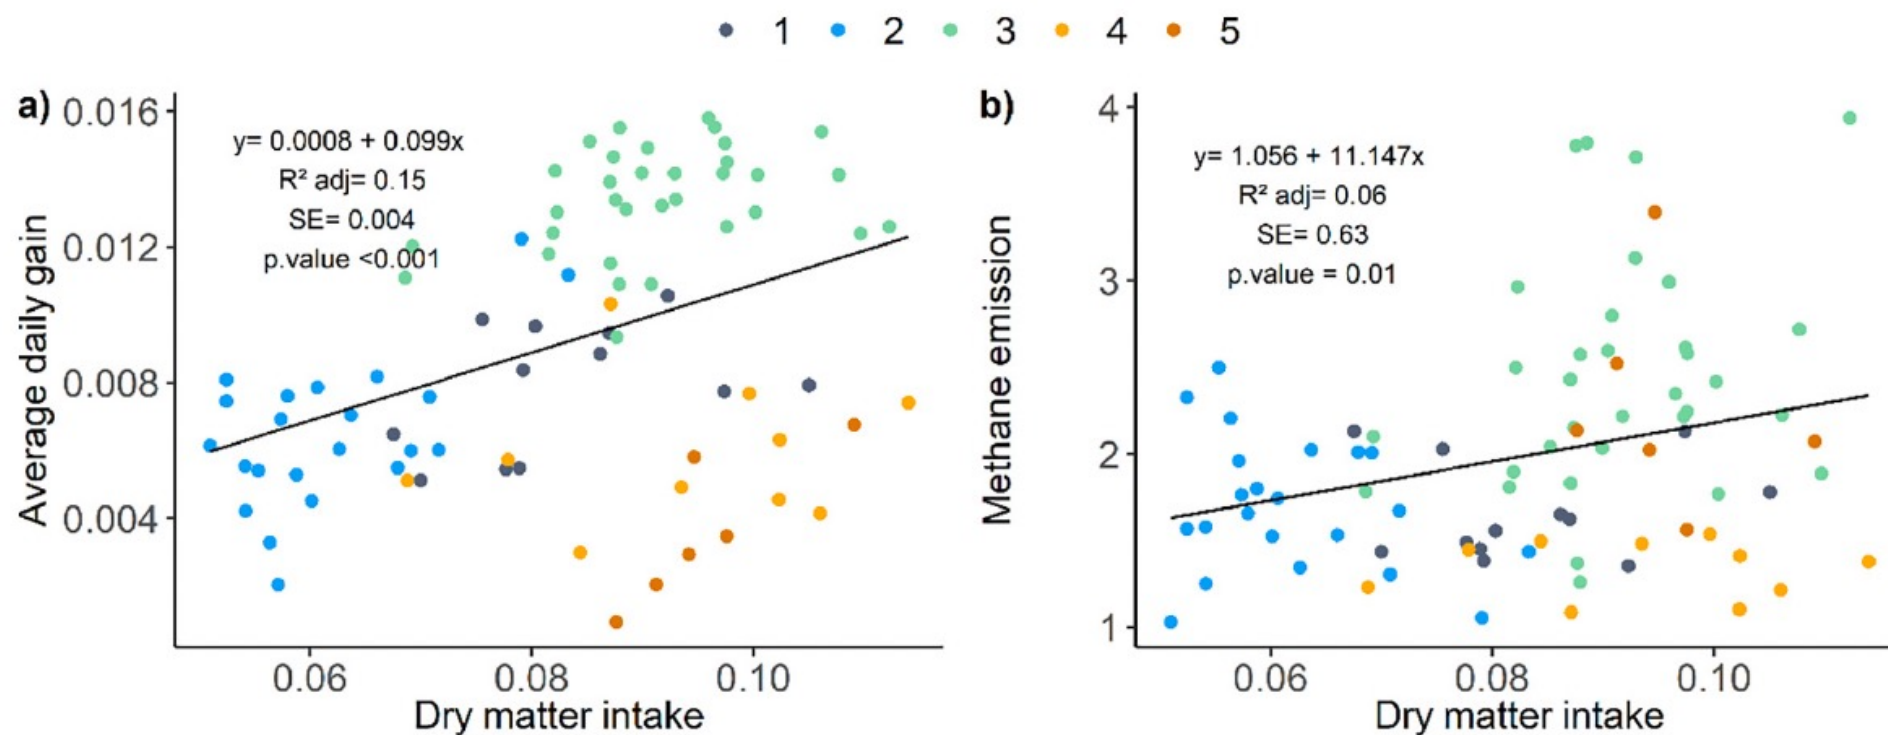 1 2 3 4 5
a)
0.016
0.012
0.008
0.004
Average daily gain
y= 0.0008 + 0.099x
R² adj= 0.15
SE= 0.004
p.value <0.001
0.06 0.08 0.10
Dry matter intake
b)
4
3
2
1
Methane emission
y= 1.056 + 11.147x
R² adj= 0.06
SE= 0.63
p.value = 0.01
0.06 0.08 0.10
Dry matter intake